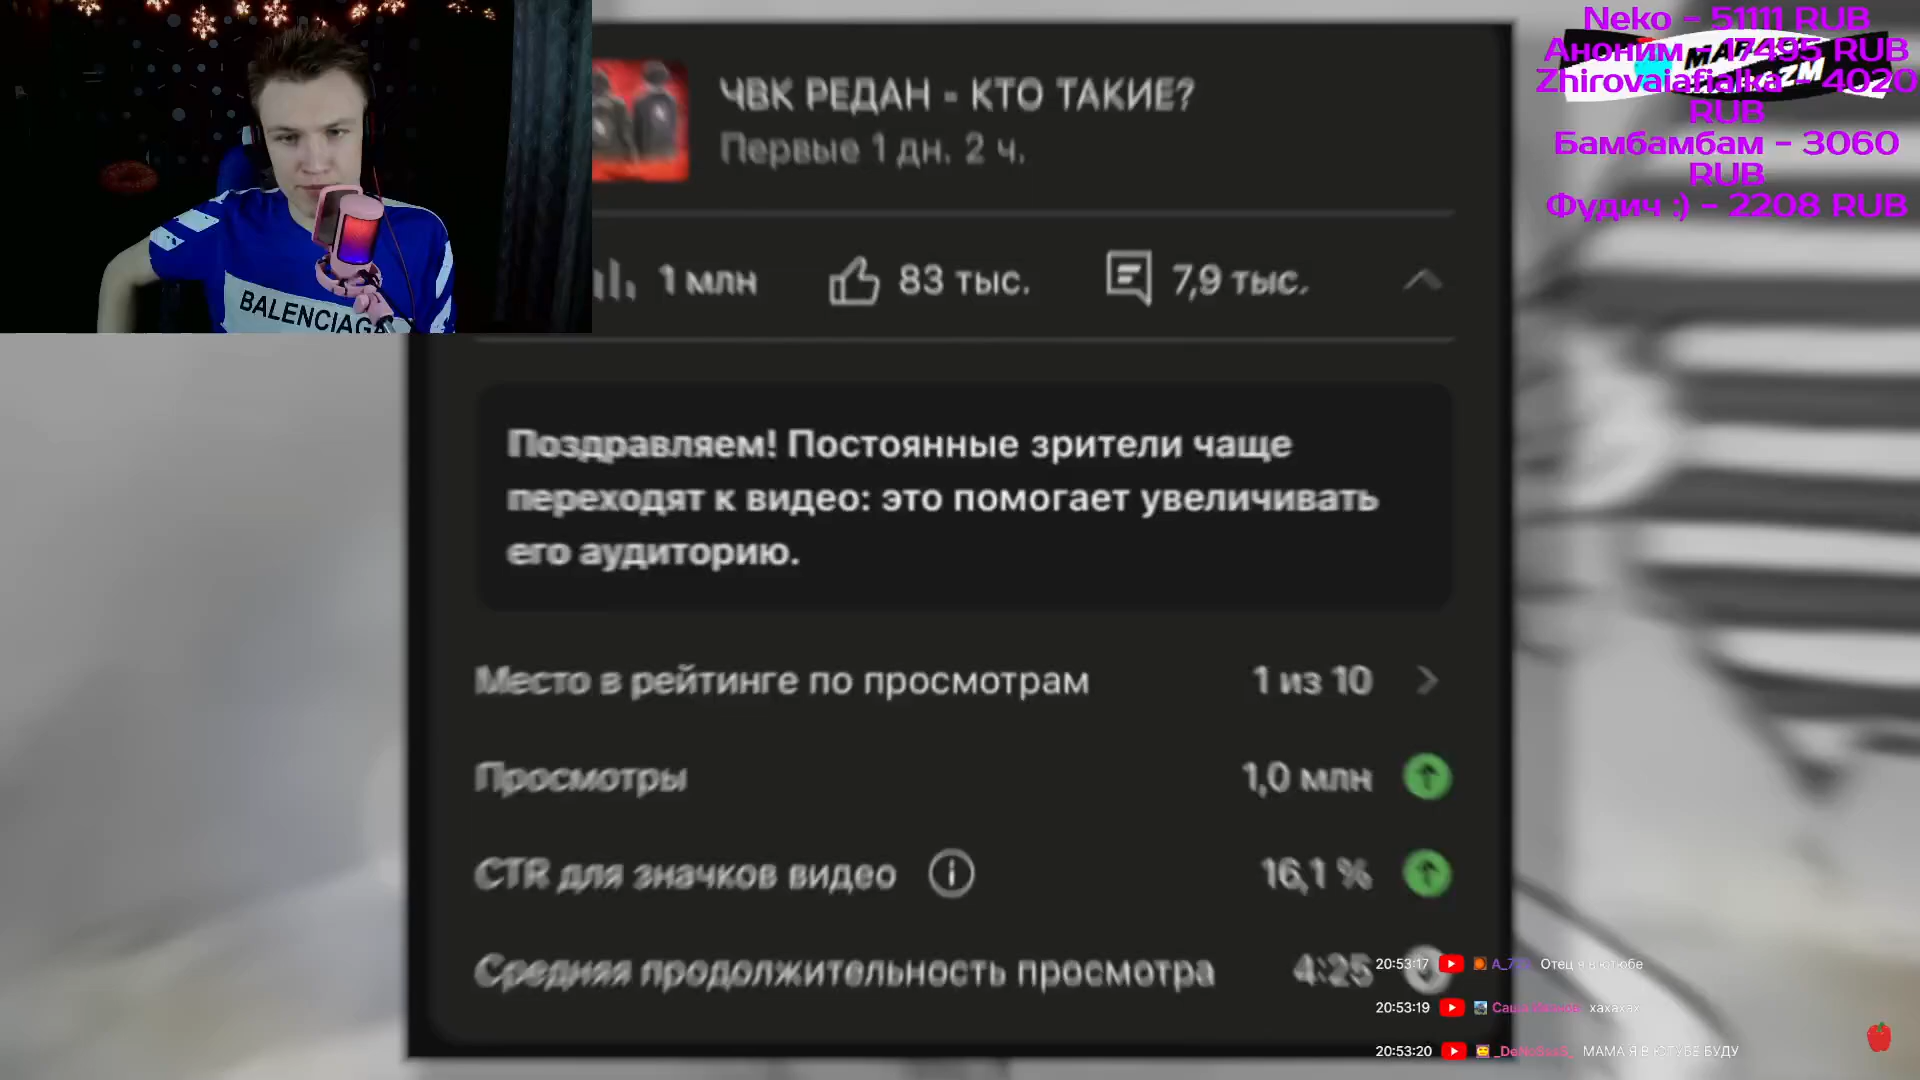 ЧВК РЕДАН - КТО ТАКИЕ?
Первые 1 дн. 2 ч.
1 млн
83 тыс.
7,9 тыс.
Поздравляем! Постоянные зрители чаще
переходят к видео: это помогает увеличивать
его аудиторию.
Место в рейтинге по просмотрам 1 из 10
Просмотры 1,0 млн
CTR для значков видео 16,1 %
Средняя продолжительность просмотра 4:25
BALENCIAGA
Neko - 51111 RUB
Аноним - 17495 RUB
Zhirovaiafialka - 4020
RUB
Бамбамбам - 3060
RUB
Фудич :) - 2208 RUB
20:53:17 Отец я в ютюбе
20:53:19 хахахах
20:53:20 МАМА Я В ЮТУБЕ БУДУ